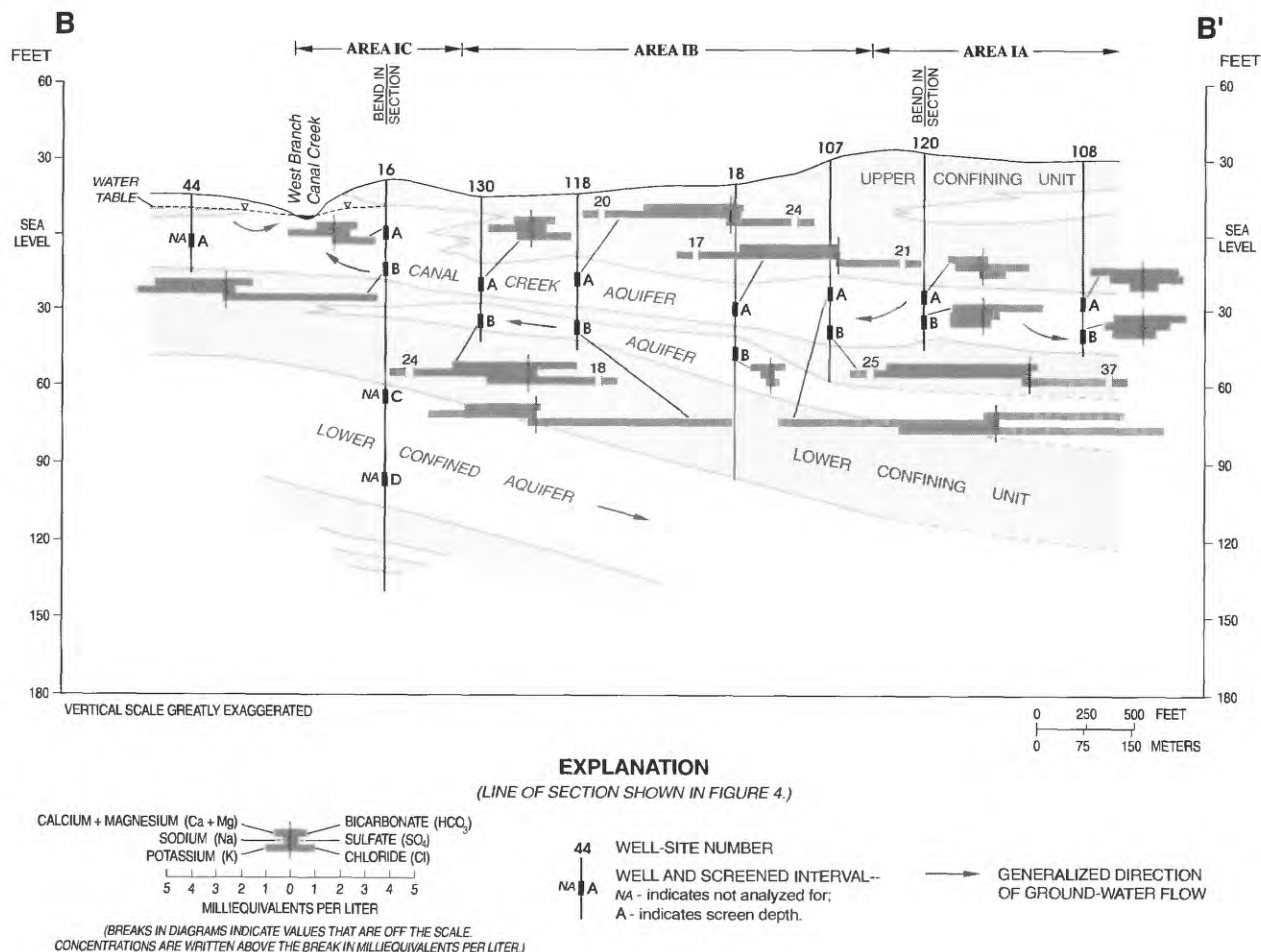 B
B'
AREA IC
AREA IB
AREA IA
FEET
FEET
60
30
SEA
LEVEL
30
60
90
120
150
180
60
30
SEA
LEVEL
30
60
90
120
150
180
BEND IN
SECTION
BEND IN
SECTION
West Branch
Canal Creek
WATER
TABLE
44
16
130
118
18
107
120
108
UPPER CONFINING UNIT
20
24
17
21
NA A
A
B
CANAL CREEK AQUIFER
AQUIFER
A
B
A
B
A
B
A
B
A
B
A
B
24
18
25
37
NA C
NA D
LOWER CONFINED AQUIFER
LOWER CONFINING UNIT
VERTICAL SCALE GREATLY EXAGGERATED
0 250 500 FEET
0 75 150 METERS
EXPLANATION
(LINE OF SECTION SHOWN IN FIGURE 4.)
CALCIUM + MAGNESIUM (Ca + Mg)
SODIUM (Na)
POTASSIUM (K)
BICARBONATE (HCO3)
SULFATE (SO4)
CHLORIDE (Cl)
5 4 3 2 1 0 1 2 3 4 5
MILLIEQUIVALENTS PER LITER
(BREAKS IN DIAGRAMS INDICATE VALUES THAT ARE OFF THE SCALE.
CONCENTRATIONS ARE WRITTEN ABOVE THE BREAK IN MILLIEQUIVALENTS PER LITER.)
44 WELL-SITE NUMBER
NA A
WELL AND SCREENED INTERVAL--
NA - indicates not analyzed for;
A - indicates screen depth.
GENERALIZED DIRECTION
OF GROUND-WATER FLOW